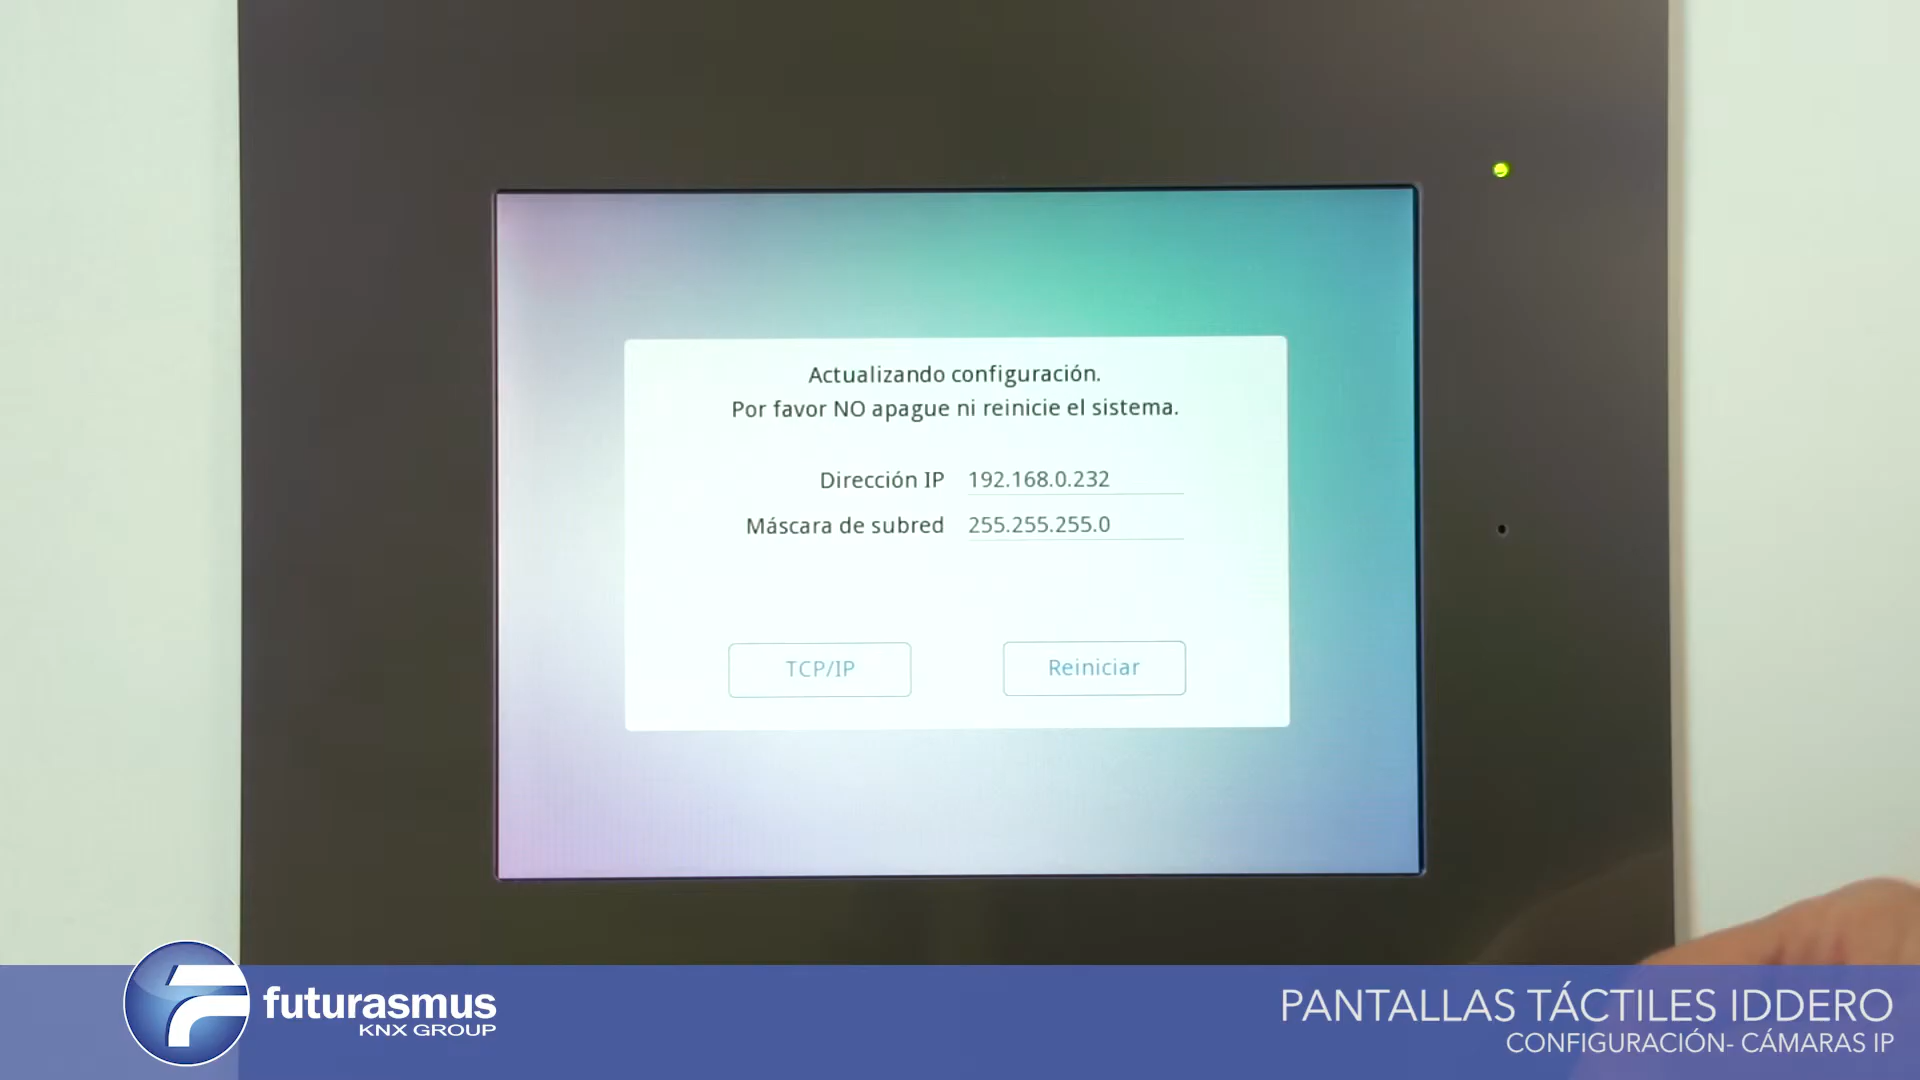 Actualizando configuración.
Por favor NO apague ni reinicie el sistema.
Dirección IP 192.168.0.232
Máscara de subred 255.255.255.0
TCP/IP Reiniciar
futurasmus
KNX GROUP
PANTALLAS TÁCTILES IDDERO
CONFIGURACIÓN- CÁMARAS IP